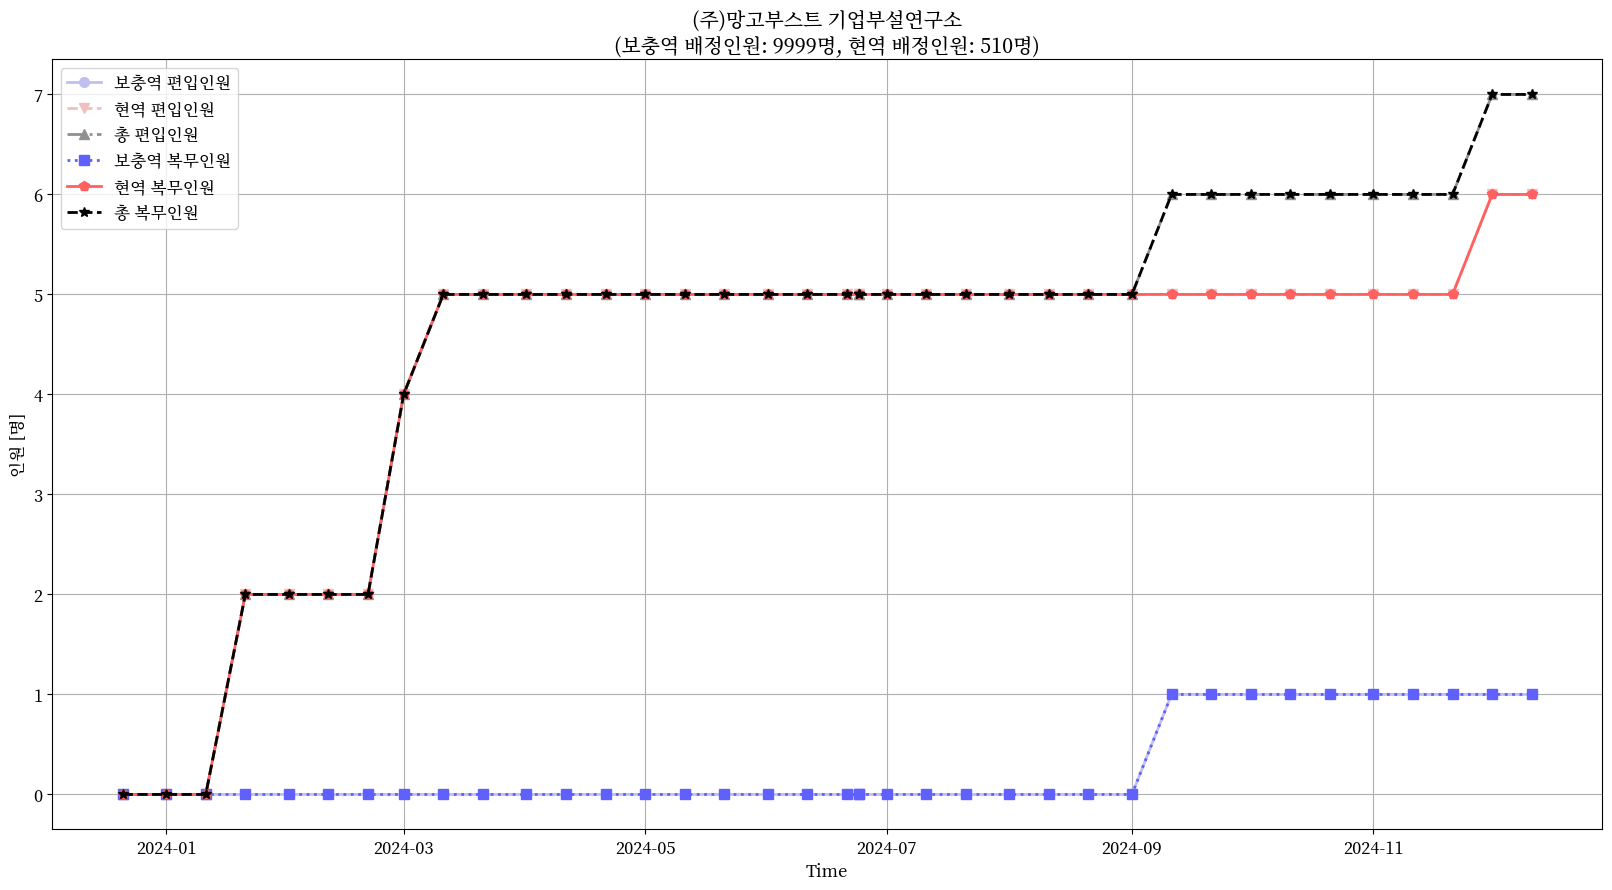 (주)망고부스트 기업부설연구소
(보충역 배정인원: 9999명, 현역 배정인원: 510명)
보충역 편입인원
현역 편입인원
총 편입인원
보충역 복무인원
현역 복무인원
총 복무인원
인원 [명]
7
6
5
4
3
2
1
0
2024-01
2024-03
2024-05
2024-07
2024-09
2024-11
Time